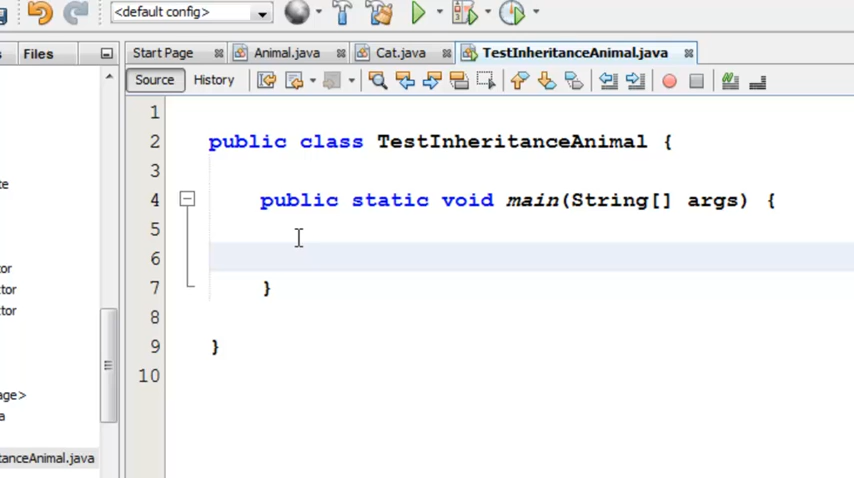 <default config>
Files
Start Page
Animal.java
Cat.java
TestInheritanceAnimal.java
Source
History
1
2 public class TestInheritanceAnimal {
3
4 public static void main(String[] args) {
5
6
7 }
8
9 }
10
te
or
tor
tor
age>
a
tanceAnimal.java